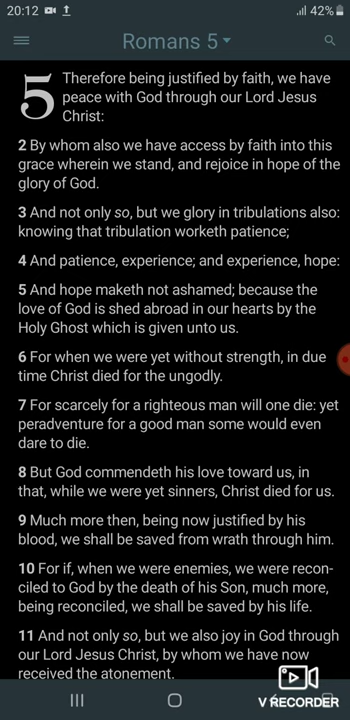 20:12 42%
Romans 5
5 Therefore being justified by faith, we have
peace with God through our Lord Jesus
Christ:
2 By whom also we have access by faith into this
grace wherein we stand, and rejoice in hope of the
glory of God.
3 And not only so, but we glory in tribulations also:
knowing that tribulation worketh patience;
4 And patience, experience; and experience, hope:
5 And hope maketh not ashamed; because the
love of God is shed abroad in our hearts by the
Holy Ghost which is given unto us.
6 For when we were yet without strength, in due
time Christ died for the ungodly.
7 For scarcely for a righteous man will one die: yet
peradventure for a good man some would even
dare to die.
8 But God commendeth his love toward us, in
that, while we were yet sinners, Christ died for us.
9 Much more then, being now justified by his
blood, we shall be saved from wrath through him.
10 For if, when we were enemies, we were recon-
ciled to God by the death of his Son, much more,
being reconciled, we shall be saved by his life.
11 And not only so, but we also joy in God through
our Lord Jesus Christ, by whom we have now
received the atonement.
V RECORDER